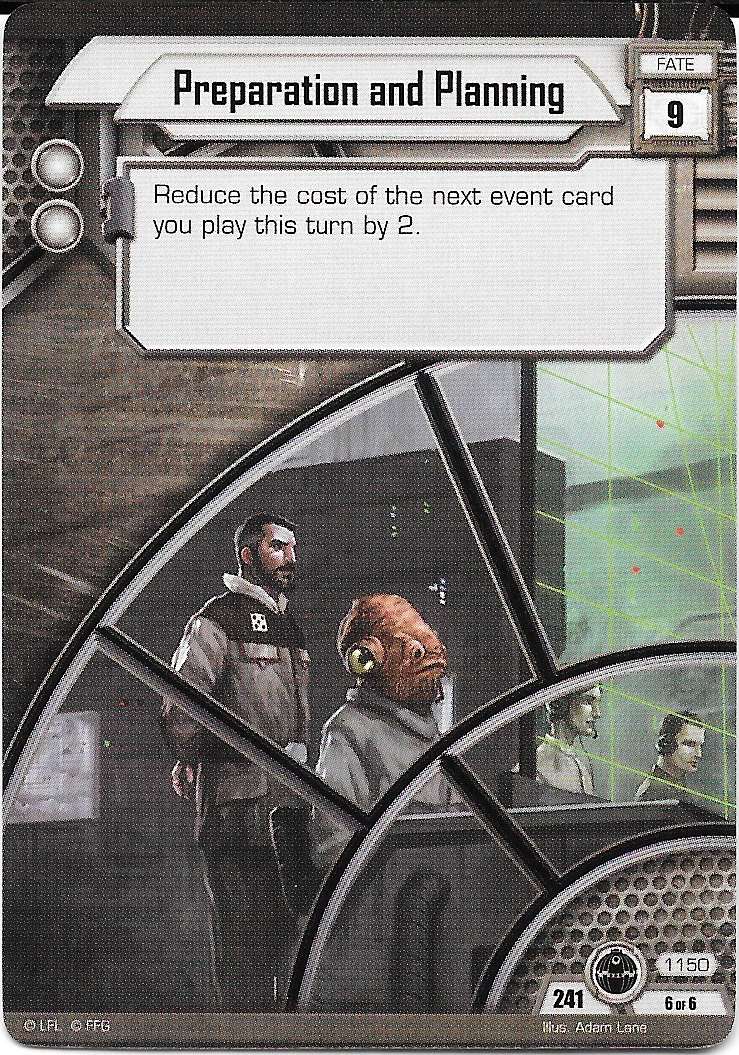 Preparation and Planning
FATE
9
Reduce the cost of the next event card
you play this turn by 2.
1150
241
6 OF 6
© LFL © FFG
Illus. Adam Lane